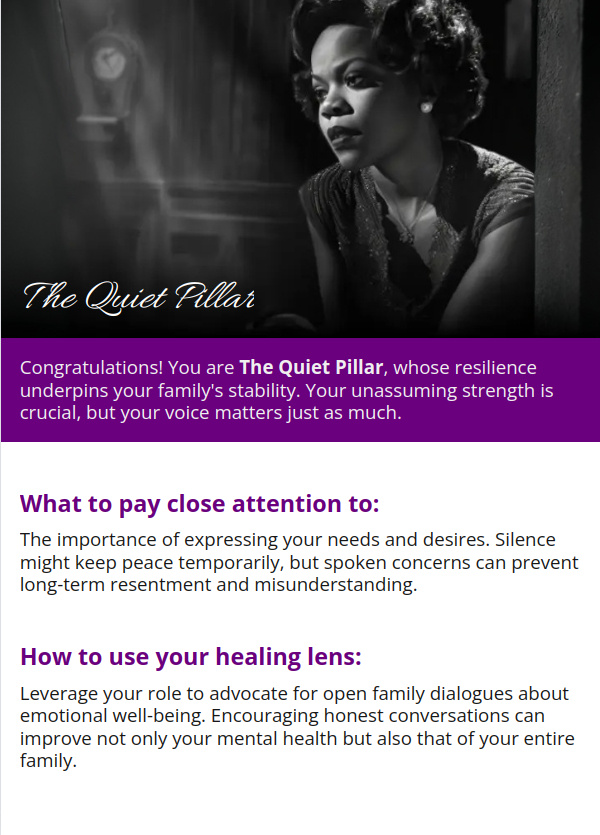 The Quiet Pillar
Congratulations! You are The Quiet Pillar, whose resilience
underpins your family's stability. Your unassuming strength is
crucial, but your voice matters just as much.
What to pay close attention to:
The importance of expressing your needs and desires. Silence
might keep peace temporarily, but spoken concerns can prevent
long-term resentment and misunderstanding.
How to use your healing lens:
Leverage your role to advocate for open family dialogues about
emotional well-being. Encouraging honest conversations can
improve not only your mental health but also that of your entire
family.